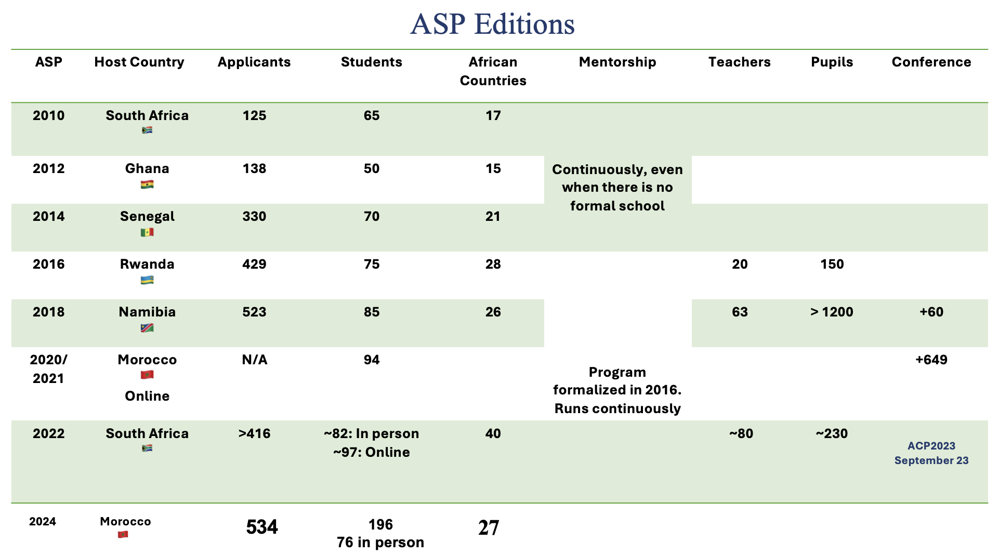 ASP Editions
ASP Host Country Applicants Students African Mentorship Teachers Pupils Conference
Countries
2010 South Africa 125 65 17
2012 Ghana 138 50 15
Continuously, even
when there is no
formal school
2014 Senegal 330 70 21
2016 Rwanda 429 75 28 20 150
2018 Namibia 523 85 26 63 > 1200 +60
2020/ Morocco N/A 94 +649
2021
Online
Program
formalized in 2016.
Runs continuously
2022 South Africa >416 ~82: In person 40 ~80 ~230
~97: Online
ACP2023
September 23
2024 Morocco 534 196 27
76 in person